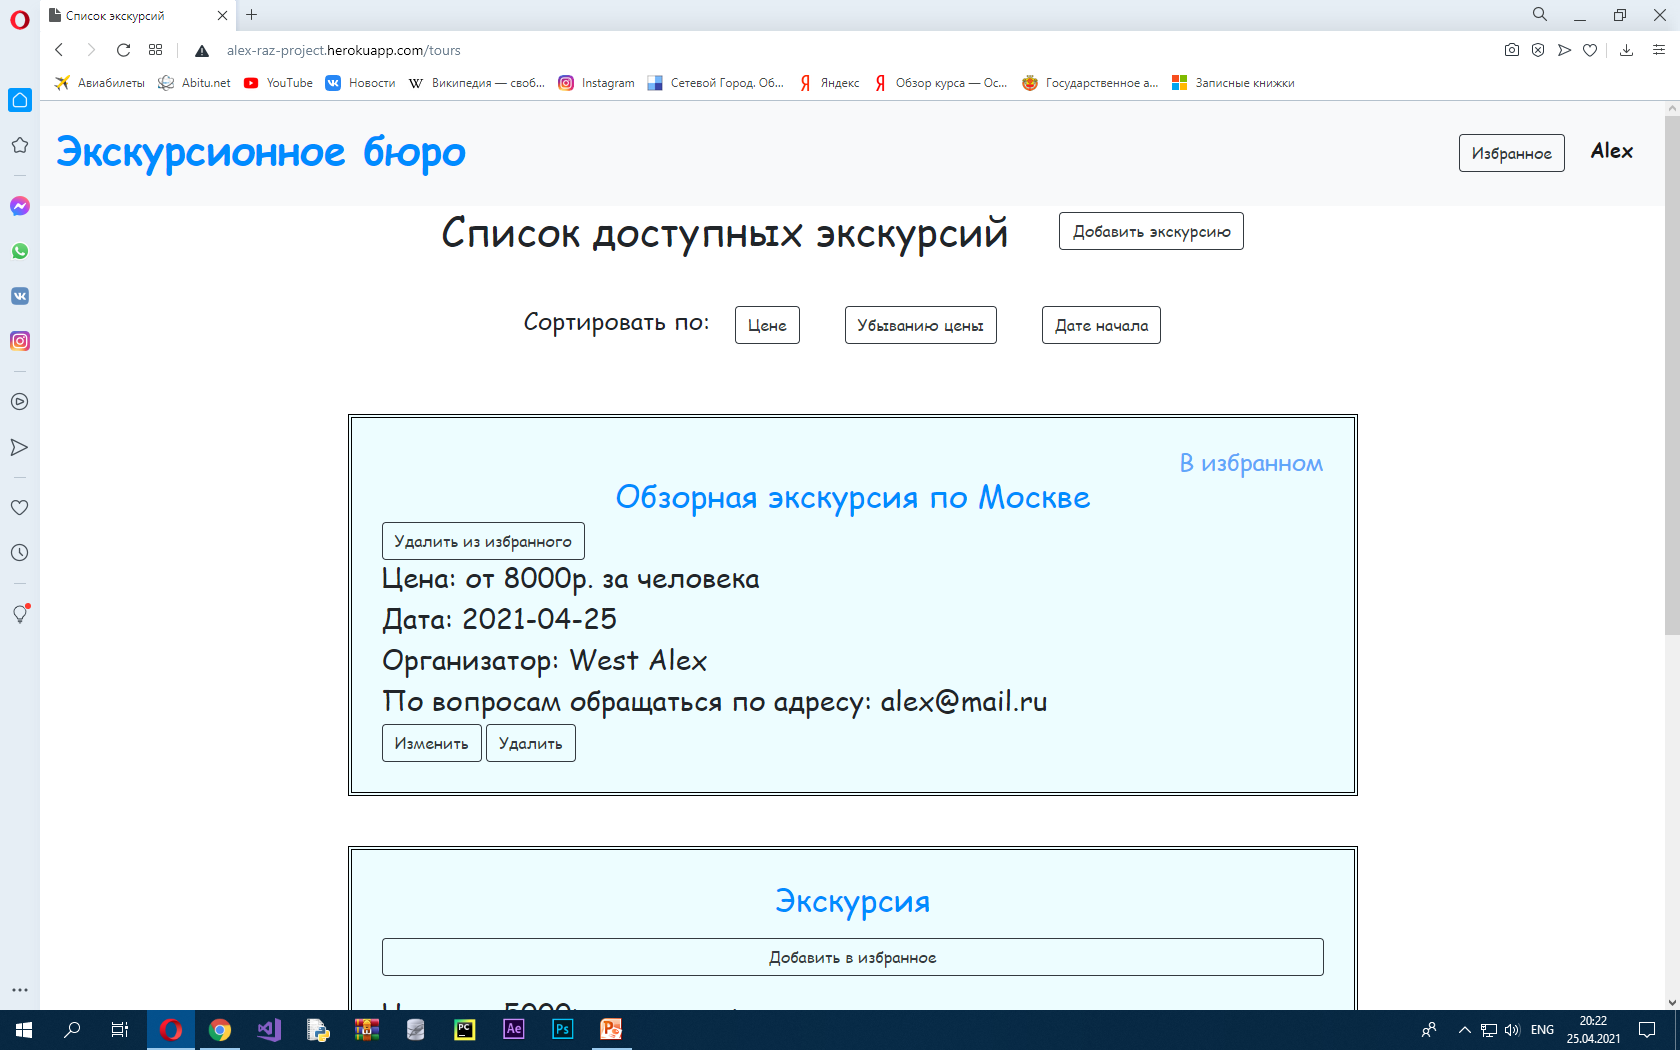 Список экскурсий
alex-raz-project.herokuapp.com/tours
Авиабилеты Abitu.net YouTube Новости Википедия — своб... Instagram Сетевой Город. Об... Яндекс Обзор курса — Ос... Государственное а... Записные книжки
Экскурсионное бюро
Избранное Alex
Список доступных экскурсий Добавить экскурсию
Сортировать по: Цене Убыванию цены Дате начала
В избранном
Обзорная экскурсия по Москве
Удалить из избранного
Цена: от 8000р. за человека
Дата: 2021-04-25
Организатор: West Alex
По вопросам обращаться по адресу: alex@mail.ru
Изменить Удалить
Экскурсия
Добавить в избранное
ENG
20:22
25.04.2021